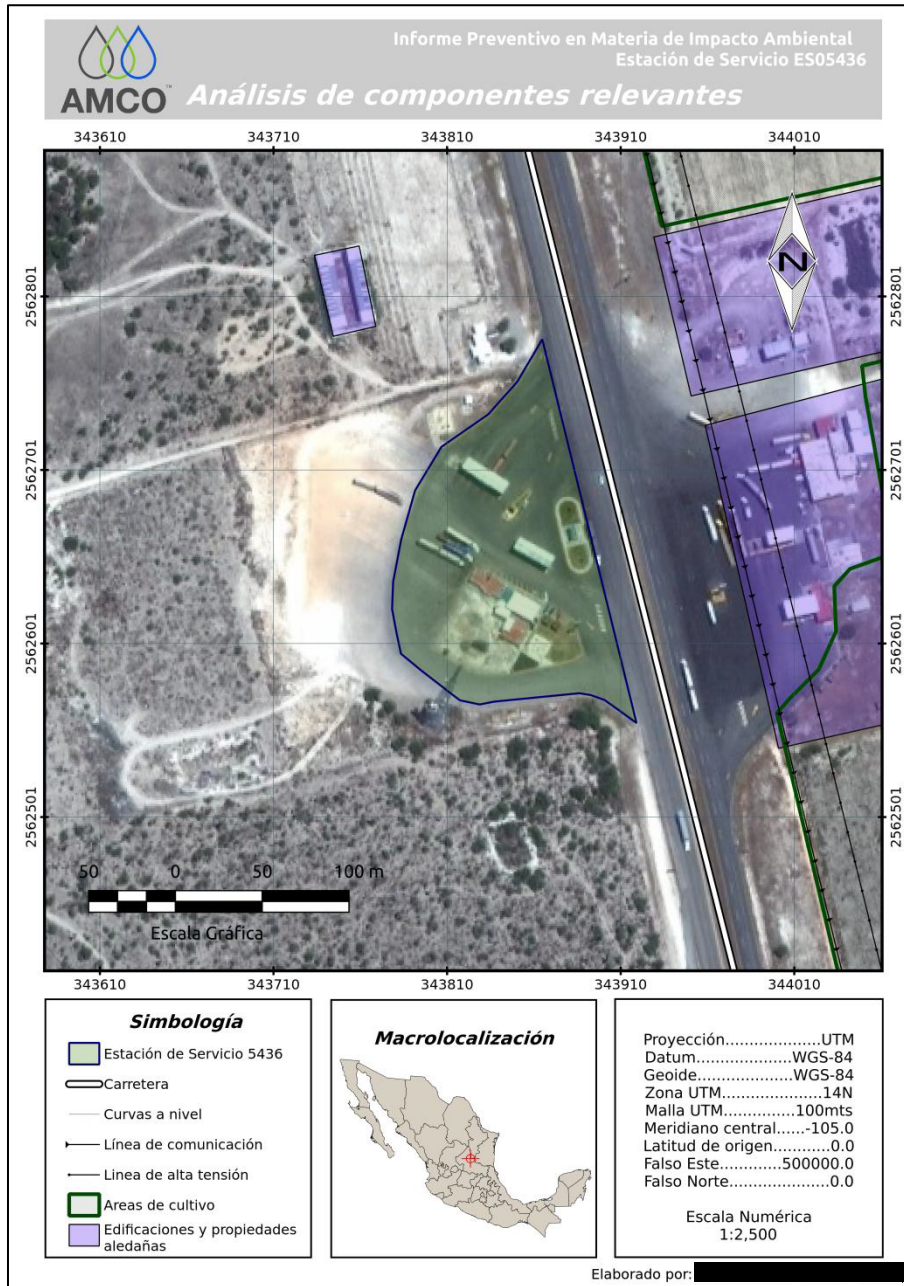 Informe Preventivo en Materia de Impacto Ambiental
Estación de Servicio ES05436
AMCO™
Análisis de componentes relevantes
343610 343710 343810 343910 344010
2562801 2562801
2562701 2562701
2562601 2562601
2562501 2562501
N
50 0 50 100 m
Escala Gráfica
343610 343710 343810 343910 344010
Simbología
Estación de Servicio 5436
Carretera
Curvas a nivel
Línea de comunicación
Linea de alta tensión
Areas de cultivo
Edificaciones y propiedades
aledañas
Macrolocalización
Proyección....................UTM
Datum....................WGS-84
Geoide....................WGS-84
Zona UTM.....................14N
Malla UTM...............100mts
Meridiano central......-105.0
Latitud de origen...........0.0
Falso Este.............500000.0
Falso Norte...................0.0
Escala Numérica
1:2,500
Elaborado por: